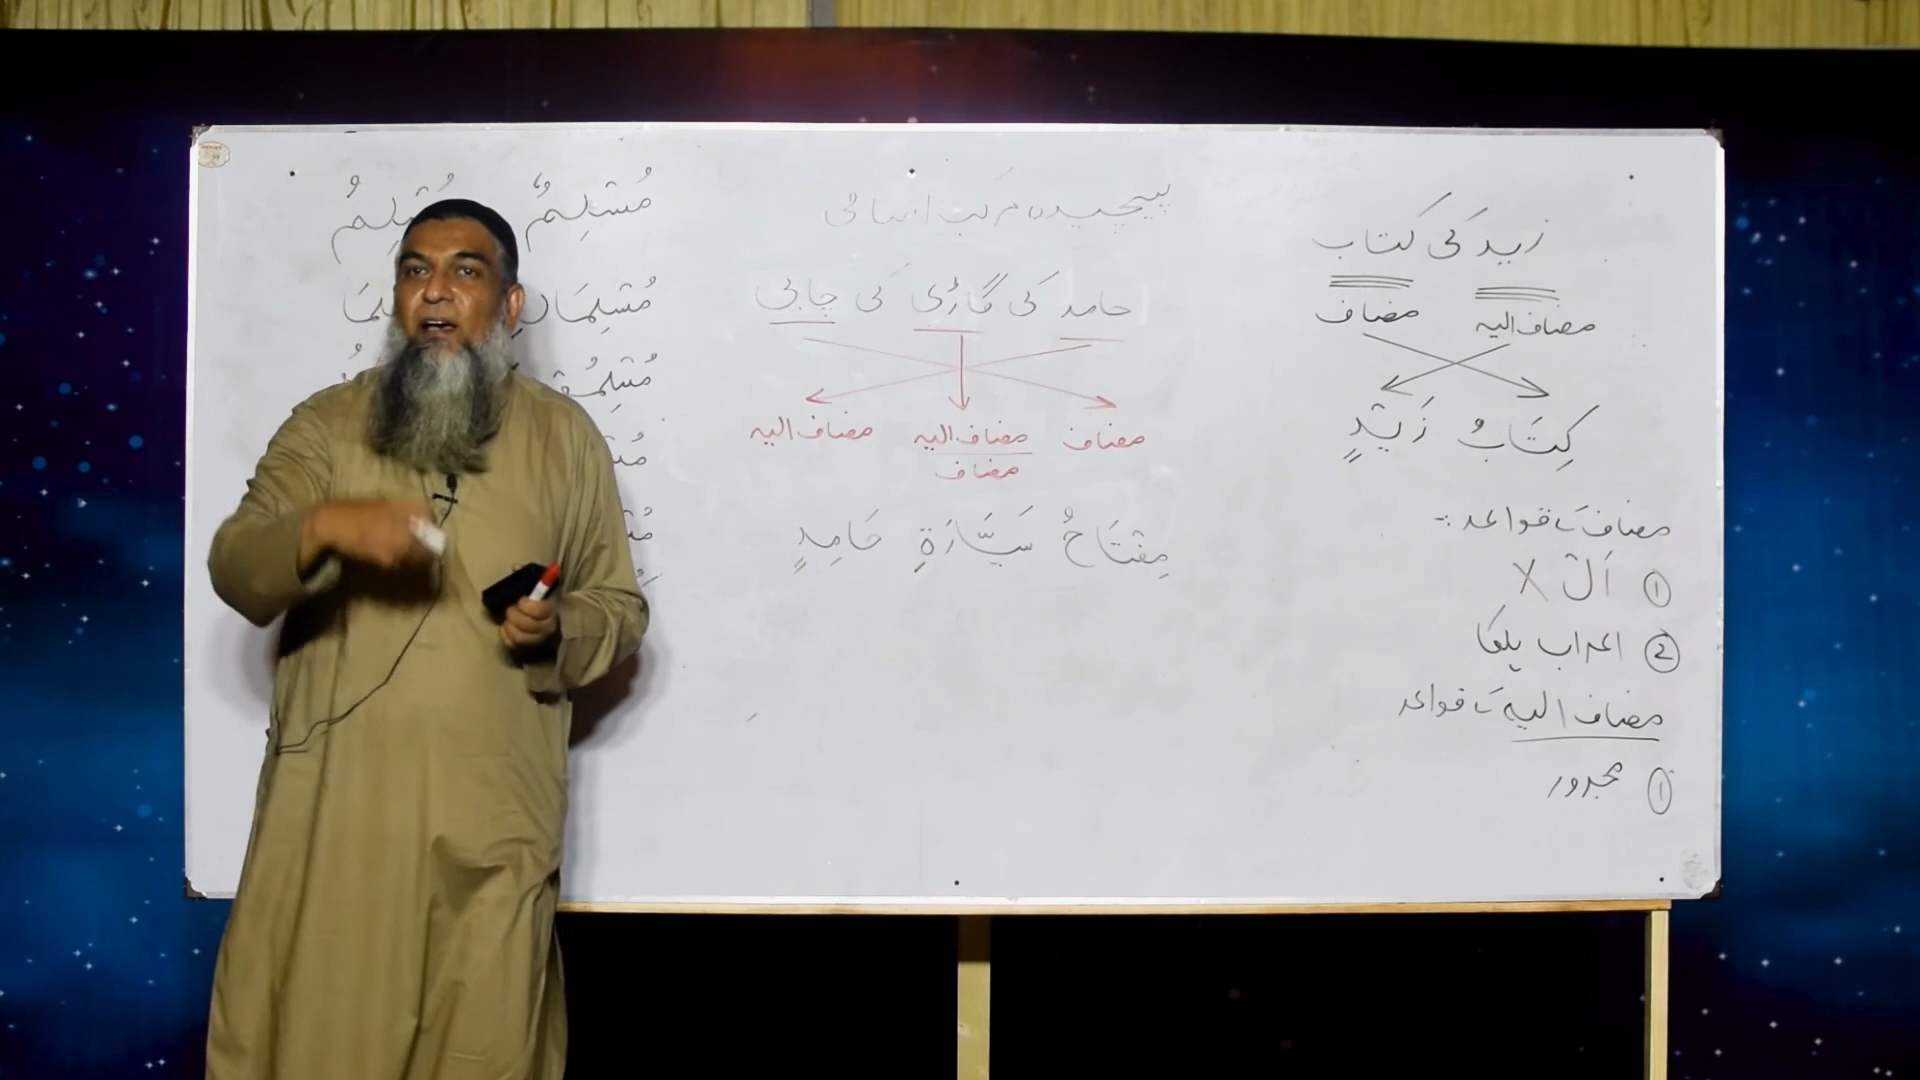 زید کی کتاب
مضاف الیہ مضاف
كِتَابُ زَيْدٍ
مضاف کے قواعد :-
① اَلْ X
② اعراب ہلکا
مضاف الیہ کے قواعد
① مجرور
پیچیدہ مرکب اضافی
حامد کی گاڑی کی چابی
مضاف مضاف الیہ مضاف الیہ
مضاف
مِفْتَاحُ سَيَّارَةِ حَامِدٍ
مُسْلِمٌ مُسْلِمُ
مُسْلِمَانِ